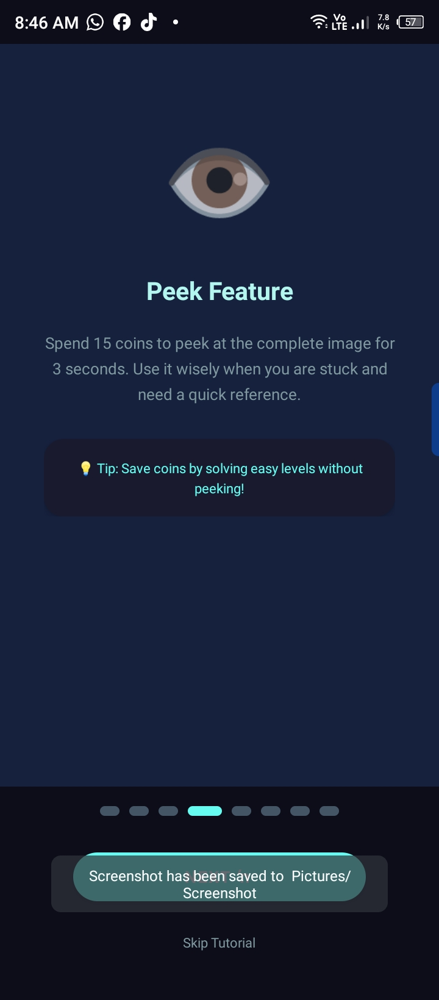 8:46 AM
Vo
LTE
7.8
K/s
57
Peek Feature
Spend 15 coins to peek at the complete image for
3 seconds. Use it wisely when you are stuck and
need a quick reference.
💡 Tip: Save coins by solving easy levels without
peeking!
Screenshot has been saved to Pictures/
Screenshot
Skip Tutorial